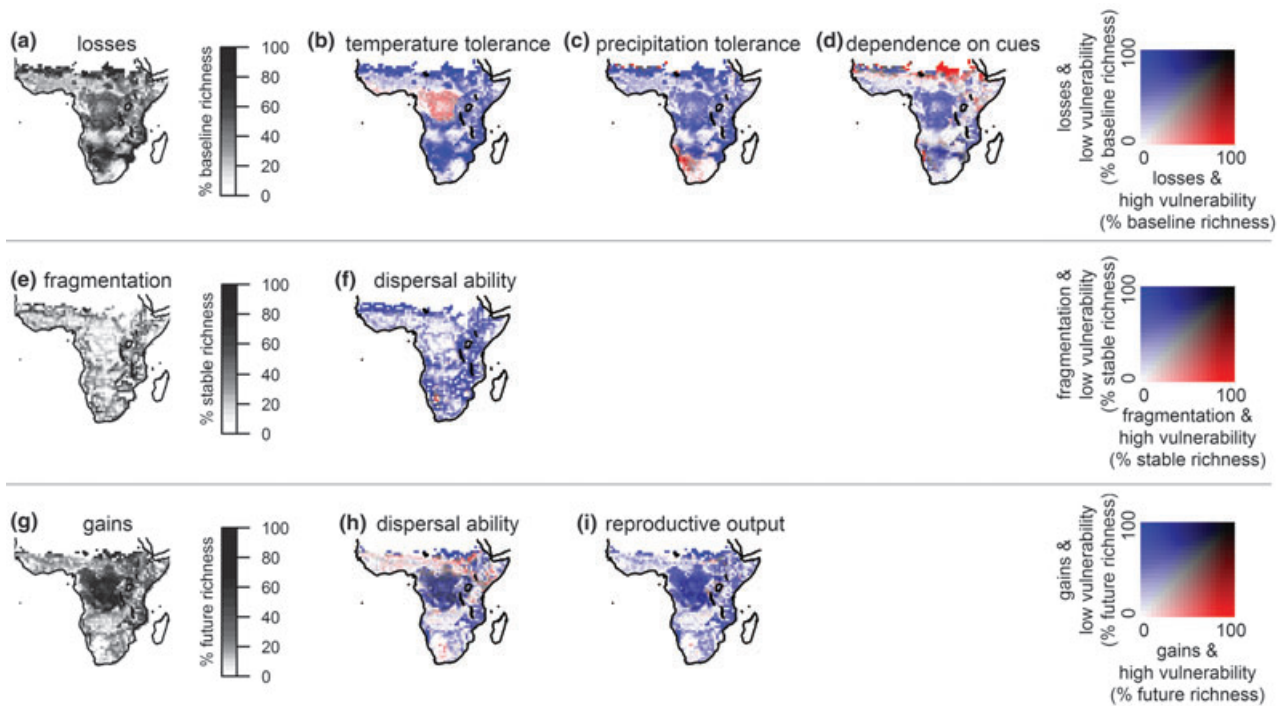 (a) losses
100
80
60
40
20
0
% baseline richness
(b) temperature tolerance
(c) precipitation tolerance
(d) dependence on cues
losses &
low vulnerability
(% baseline richness)
100
0
0 100
losses &
high vulnerability
(% baseline richness)
(e) fragmentation
100
80
60
40
20
0
% stable richness
(f) dispersal ability
fragmentation &
low vulnerability
(% stable richness)
100
0
0 100
fragmentation &
high vulnerability
(% stable richness)
(g) gains
100
80
60
40
20
0
% future richness
(h) dispersal ability
(i) reproductive output
gains &
low vulnerability
(% future richness)
100
0
0 100
gains &
high vulnerability
(% future richness)